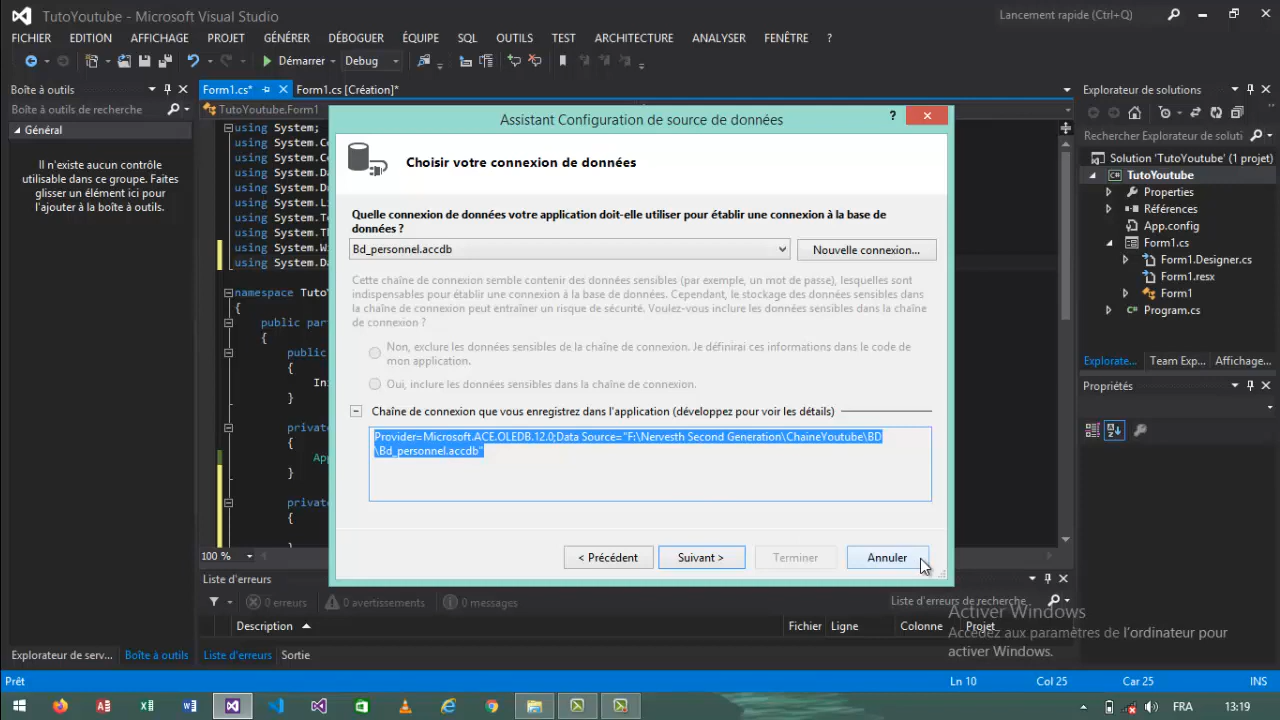 TutoYoutube - Microsoft Visual Studio
Lancement rapide (Ctrl+Q)
FICHIER EDITION AFFICHAGE PROJET GÉNÉRER DÉBOGUER ÉQUIPE SQL OUTILS TEST ARCHITECTURE ANALYSER FENÊTRE ?
Démarrer Debug
Boîte à outils
Boîte à outils de recherche
Général
Il n'existe aucun contrôle
utilisable dans ce groupe. Faites
glisser un élément ici pour
l'ajouter à la boîte à outils.
Form1.cs* Form1.cs [Création]*
TutoYoutube.Form1
using System;
using System.Co
using System.Co
using System.Da
using System.Dr
using System.Li
using System.Te
using System.Th
using System.Wi
using System.Da
namespace TutoY
{
public part
{
public
{
Ini
}
private
{
App
}
private
{
100 %
Assistant Configuration de source de données
?
Choisir votre connexion de données
Quelle connexion de données votre application doit-elle utiliser pour établir une connexion à la base de
données ?
Bd_personnel.accdb
Nouvelle connexion...
Cette chaîne de connexion semble contenir des données sensibles (par exemple, un mot de passe), lesquelles sont
indispensables pour établir une connexion à la base de données. Cependant, le stockage des données sensibles dans
la chaîne de connexion peut entraîner un risque de sécurité. Voulez-vous inclure les données sensibles dans la chaîne
de connexion ?
Non, exclure les données sensibles de la chaîne de connexion. Je définirai ces informations dans le code de
mon application.
Oui, inclure les données sensibles dans la chaîne de connexion.
Chaîne de connexion que vous enregistrez dans l'application (développez pour voir les détails)
Provider=Microsoft.ACE.OLEDB.12.0;Data Source="F:\Nervesth Second Generation\ChaineYoutube\BD
\Bd_personnel.accdb"
< Précédent
Suivant >
Terminer
Annuler
Explorateur de solutions
Rechercher Explorateur de soluti
Solution 'TutoYoutube' (1 projet)
TutoYoutube
Properties
Références
App.config
Form1.cs
Form1.Designer.cs
Form1.resx
Form1
Program.cs
Explorate... Team Exp... Affichage...
Propriétés
Liste d'erreurs
0 erreurs 0 avertissements 0 messages
Liste d'erreurs de recherche
Description Fichier Ligne Colonne Projet
Activer Windows
Accédez aux paramètres de l'ordinateur pour
activer Windows.
Explorateur de serv... Boîte à outils Liste d'erreurs Sortie
Prêt Ln 10 Col 25 Car 25 INS
FRA 13:19